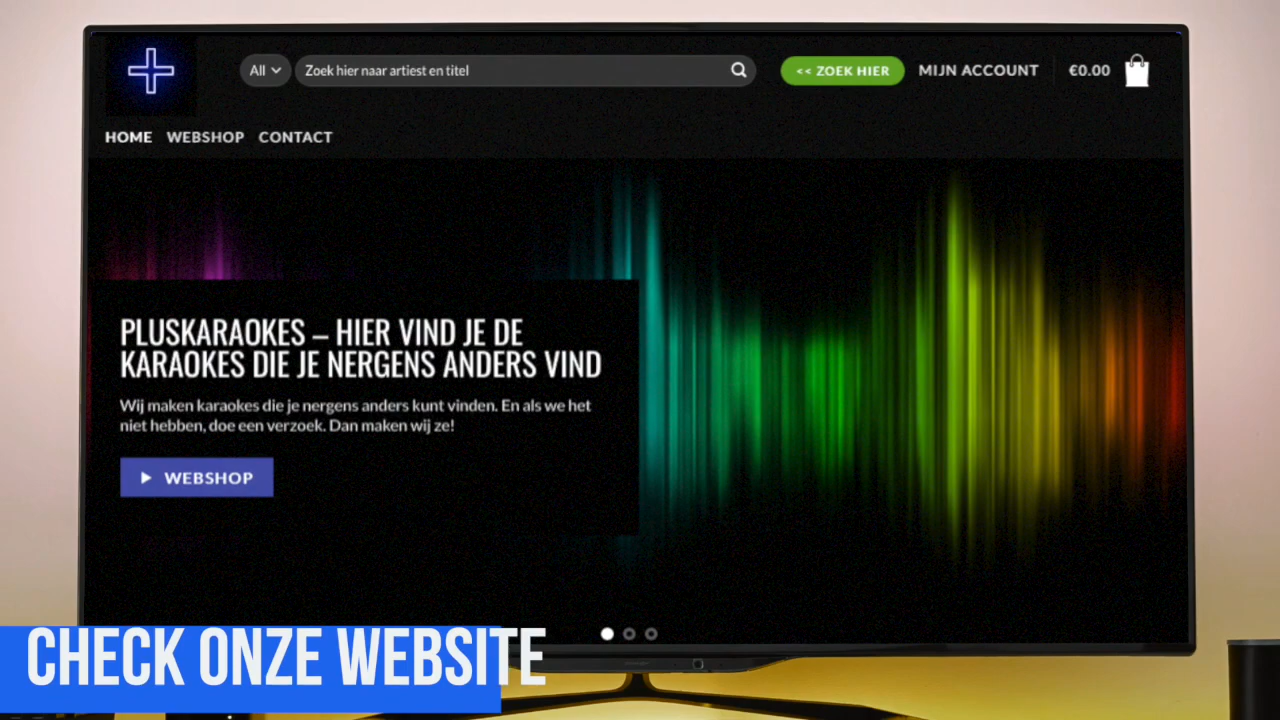 All
Zoek hier naar artiest en titel
<< ZOEK HIER
MIJN ACCOUNT
€0.00
HOME WEBSHOP CONTACT
PLUSKARAOKES – HIER VIND JE DE
KARAOKES DIE JE NERGENS ANDERS VIND
Wij maken karaokes die je nergens anders kunt vinden. En als we het
niet hebben, doe een verzoek. Dan maken wij ze!
WEBSHOP
CHECK ONZE WEBSITE